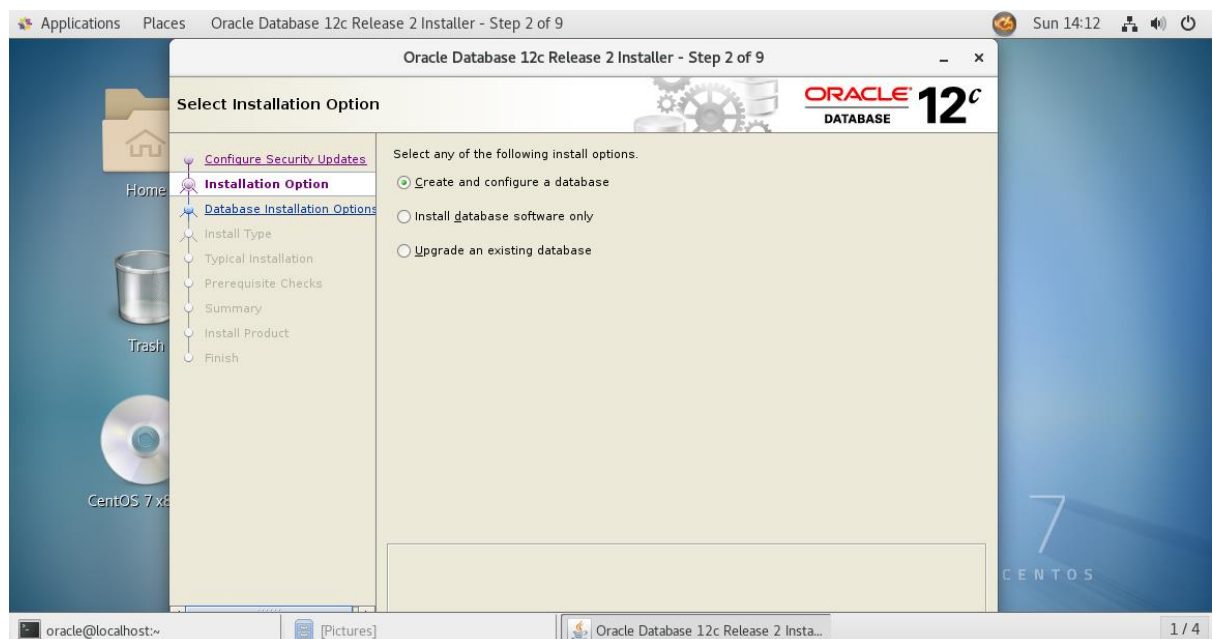 Applications Places Oracle Database 12c Release 2 Installer - Step 2 of 9 Sun 14:12
Oracle Database 12c Release 2 Installer - Step 2 of 9
Select Installation Option
ORACLE
DATABASE
12c
Home
Trash
CentOS 7 x8
Configure Security Updates
Installation Option
Database Installation Options
Install Type
Typical Installation
Prerequisite Checks
Summary
Install Product
Finish
Select any of the following install options.
Create and configure a database
Install database software only
Upgrade an existing database
7
CENTOS
oracle@localhost:~ [Pictures] Oracle Database 12c Release 2 Insta... 1 / 4